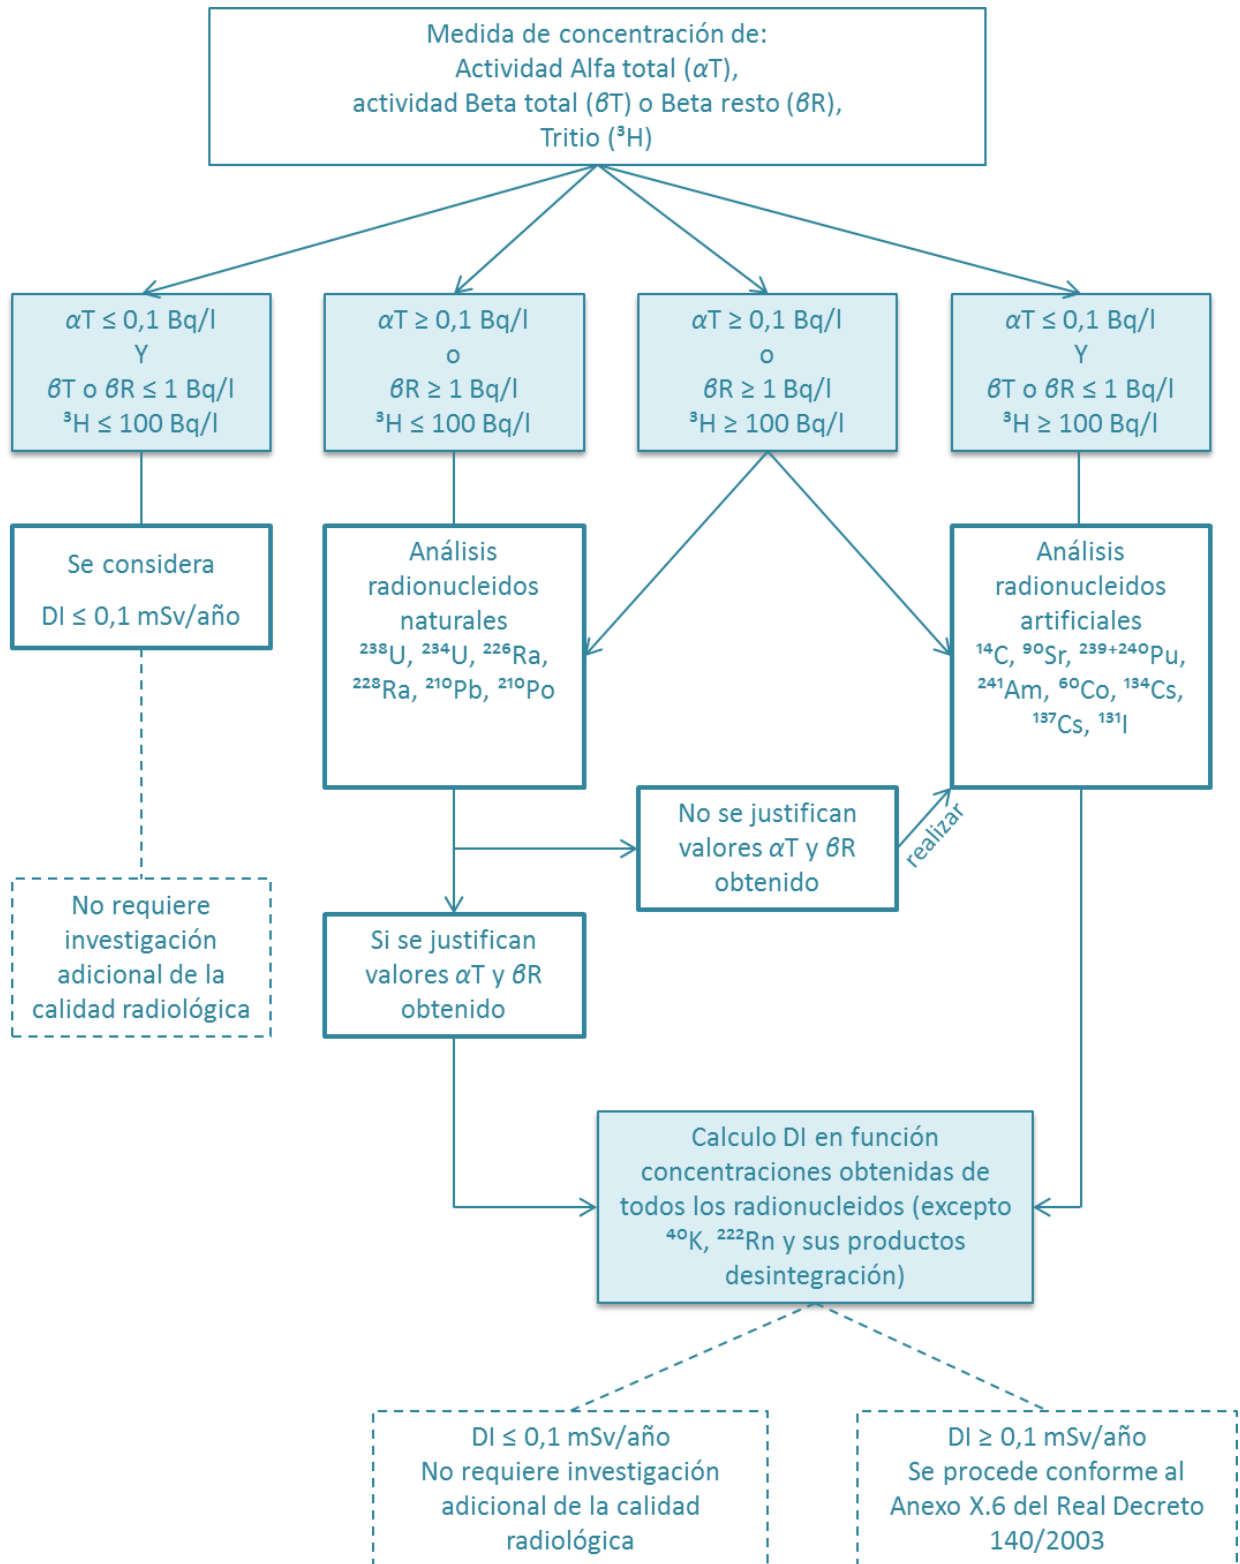 Medida de concentración de:
Actividad Alfa total (αT),
actividad Beta total (βT) o Beta resto (βR),
Tritio (³H)
αT ≤ 0,1 Bq/l
Y
βT o βR ≤ 1 Bq/l
³H ≤ 100 Bq/l
αT ≥ 0,1 Bq/l
o
βR ≥ 1 Bq/l
³H ≤ 100 Bq/l
αT ≥ 0,1 Bq/l
o
βR ≥ 1 Bq/l
³H ≥ 100 Bq/l
αT ≤ 0,1 Bq/l
Y
βT o βR ≤ 1 Bq/l
³H ≥ 100 Bq/l
Se considera
DI ≤ 0,1 mSv/año
Análisis
radionucleidos
naturales
²³⁸U, ²³⁴U, ²²⁶Ra,
²²⁸Ra, ²¹⁰Pb, ²¹⁰Po
Análisis
radionucleidos
artificiales
¹⁴C, ⁹⁰Sr, ²³⁹⁺²⁴⁰Pu,
²⁴¹Am, ⁶⁰Co, ¹³⁴Cs,
¹³⁷Cs, ¹³¹I
No se justifican
valores αT y βR
obtenido
realizar
No requiere
investigación
adicional de la
calidad radiológica
Si se justifican
valores αT y βR
obtenido
Calculo DI en función
concentraciones obtenidas de
todos los radionucleidos (excepto
⁴⁰K, ²²²Rn y sus productos
desintegración)
DI ≤ 0,1 mSv/año
No requiere investigación
adicional de la calidad
radiológica
DI ≥ 0,1 mSv/año
Se procede conforme al
Anexo X.6 del Real Decreto
140/2003